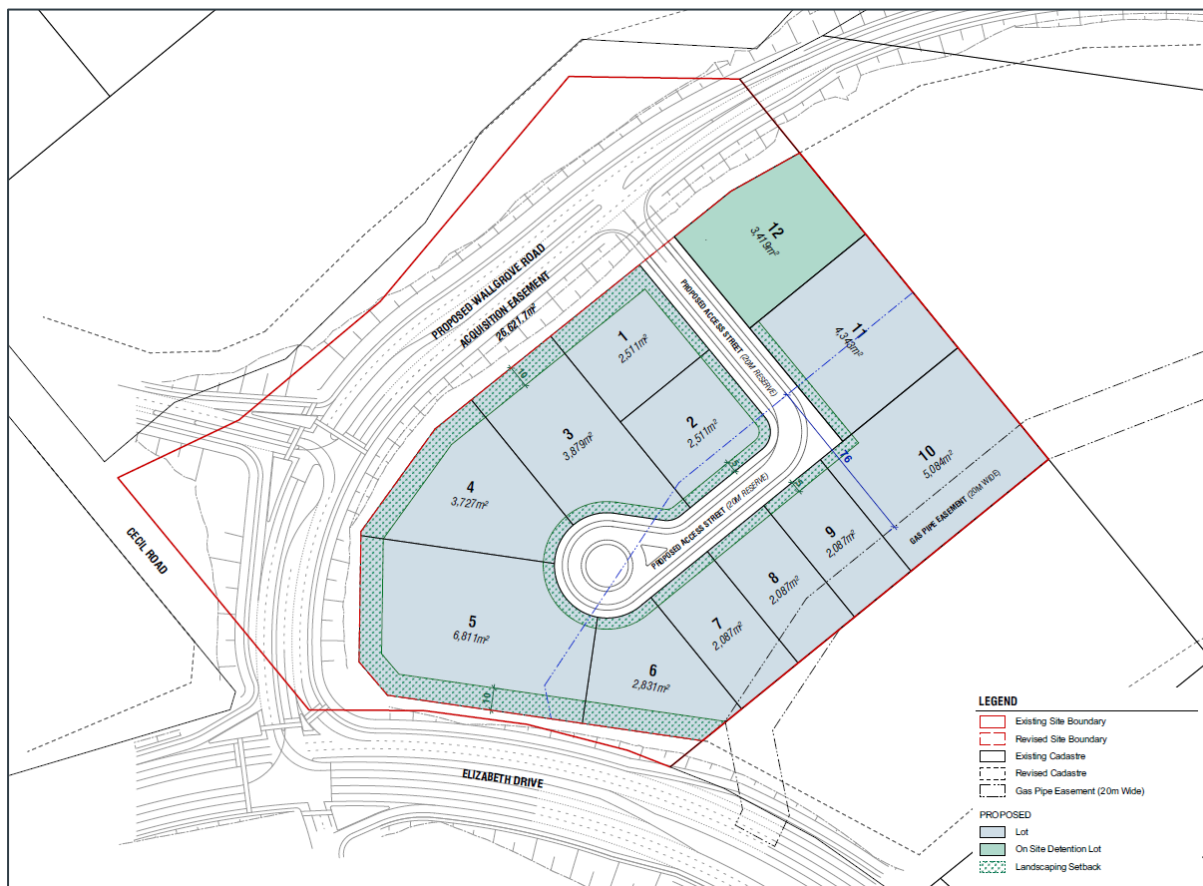 12
3,419m²
PROPOSED WALLGROVE ROAD
ACQUISITION EASEMENT
26,621.7m²
PROPOSED ACCESS STREET (20M RESERVE)
11
4,343m²
1
2,511m²
10
2
2,511m²
3
3,879m²
5
4
3,727m²
76
10
5,084m²
GAS PIPE EASEMENT (20M WIDE)
PROPOSED ACCESS STREET (20M RESERVE)
5
9
2,087m²
8
2,087m²
7
2,087m²
CECIL ROAD
5
6,811m²
6
2,831m²
10
ELIZABETH DRIVE
LEGEND
Existing Site Boundary
Revised Site Boundary
Existing Cadastre
Revised Cadastre
Gas Pipe Easement (20m Wide)
PROPOSED
Lot
On Site Detention Lot
Landscaping Setback